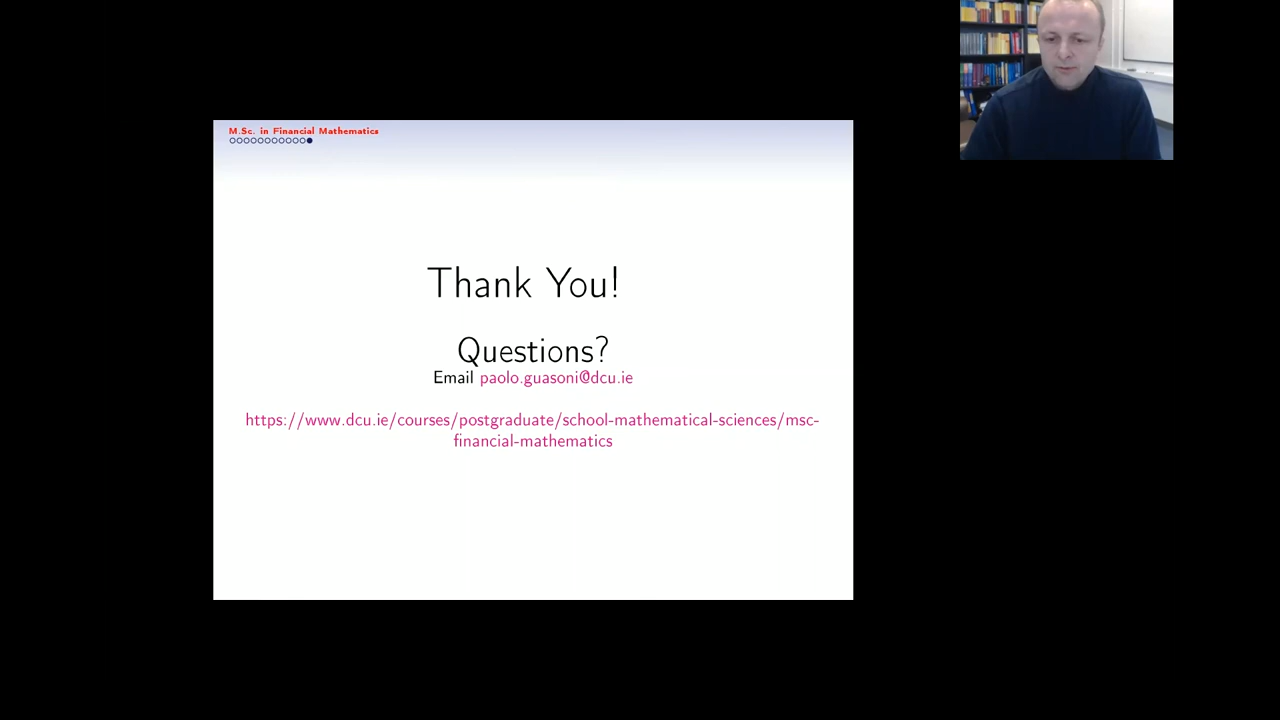 M.Sc. in Financial Mathematics
Thank You!
Questions?
Email paolo.guasoni@dcu.ie
https://www.dcu.ie/courses/postgraduate/school-mathematical-sciences/msc-
financial-mathematics